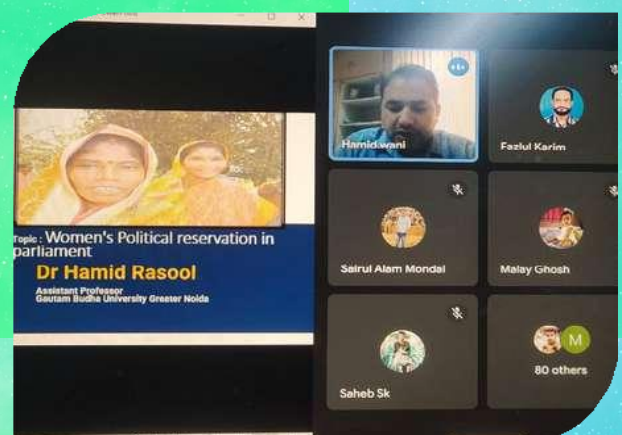 Topic : Women's Political reservation in
parliament
Dr Hamid Rasool
Assistant Professor
Gautam Budha University Greater Noida
Hamid wani
Fazlul Karim
Sairul Alam Mondal
Malay Ghosh
Saheb Sk
M
80 others